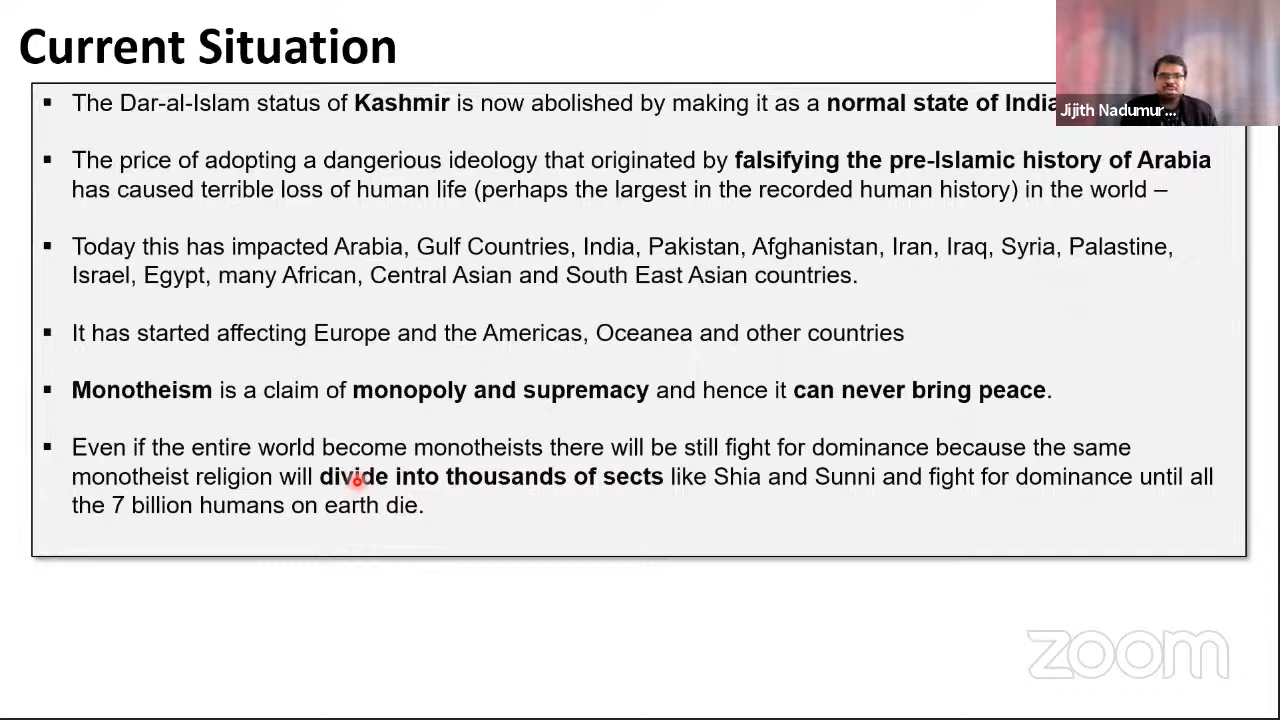 Current Situation
▪ The Dar-al-Islam status of Kashmir is now abolished by making it as a normal state of India
▪ The price of adopting a dangerious ideology that originated by falsifying the pre-Islamic history of Arabia
has caused terrible loss of human life (perhaps the largest in the recorded human history) in the world –
▪ Today this has impacted Arabia, Gulf Countries, India, Pakistan, Afghanistan, Iran, Iraq, Syria, Palastine,
Israel, Egypt, many African, Central Asian and South East Asian countries.
▪ It has started affecting Europe and the Americas, Oceanea and other countries
▪ Monotheism is a claim of monopoly and supremacy and hence it can never bring peace.
▪ Even if the entire world become monotheists there will be still fight for dominance because the same
monotheist religion will divide into thousands of sects like Shia and Sunni and fight for dominance until all
the 7 billion humans on earth die.
Jijith Nadumur...
zoom